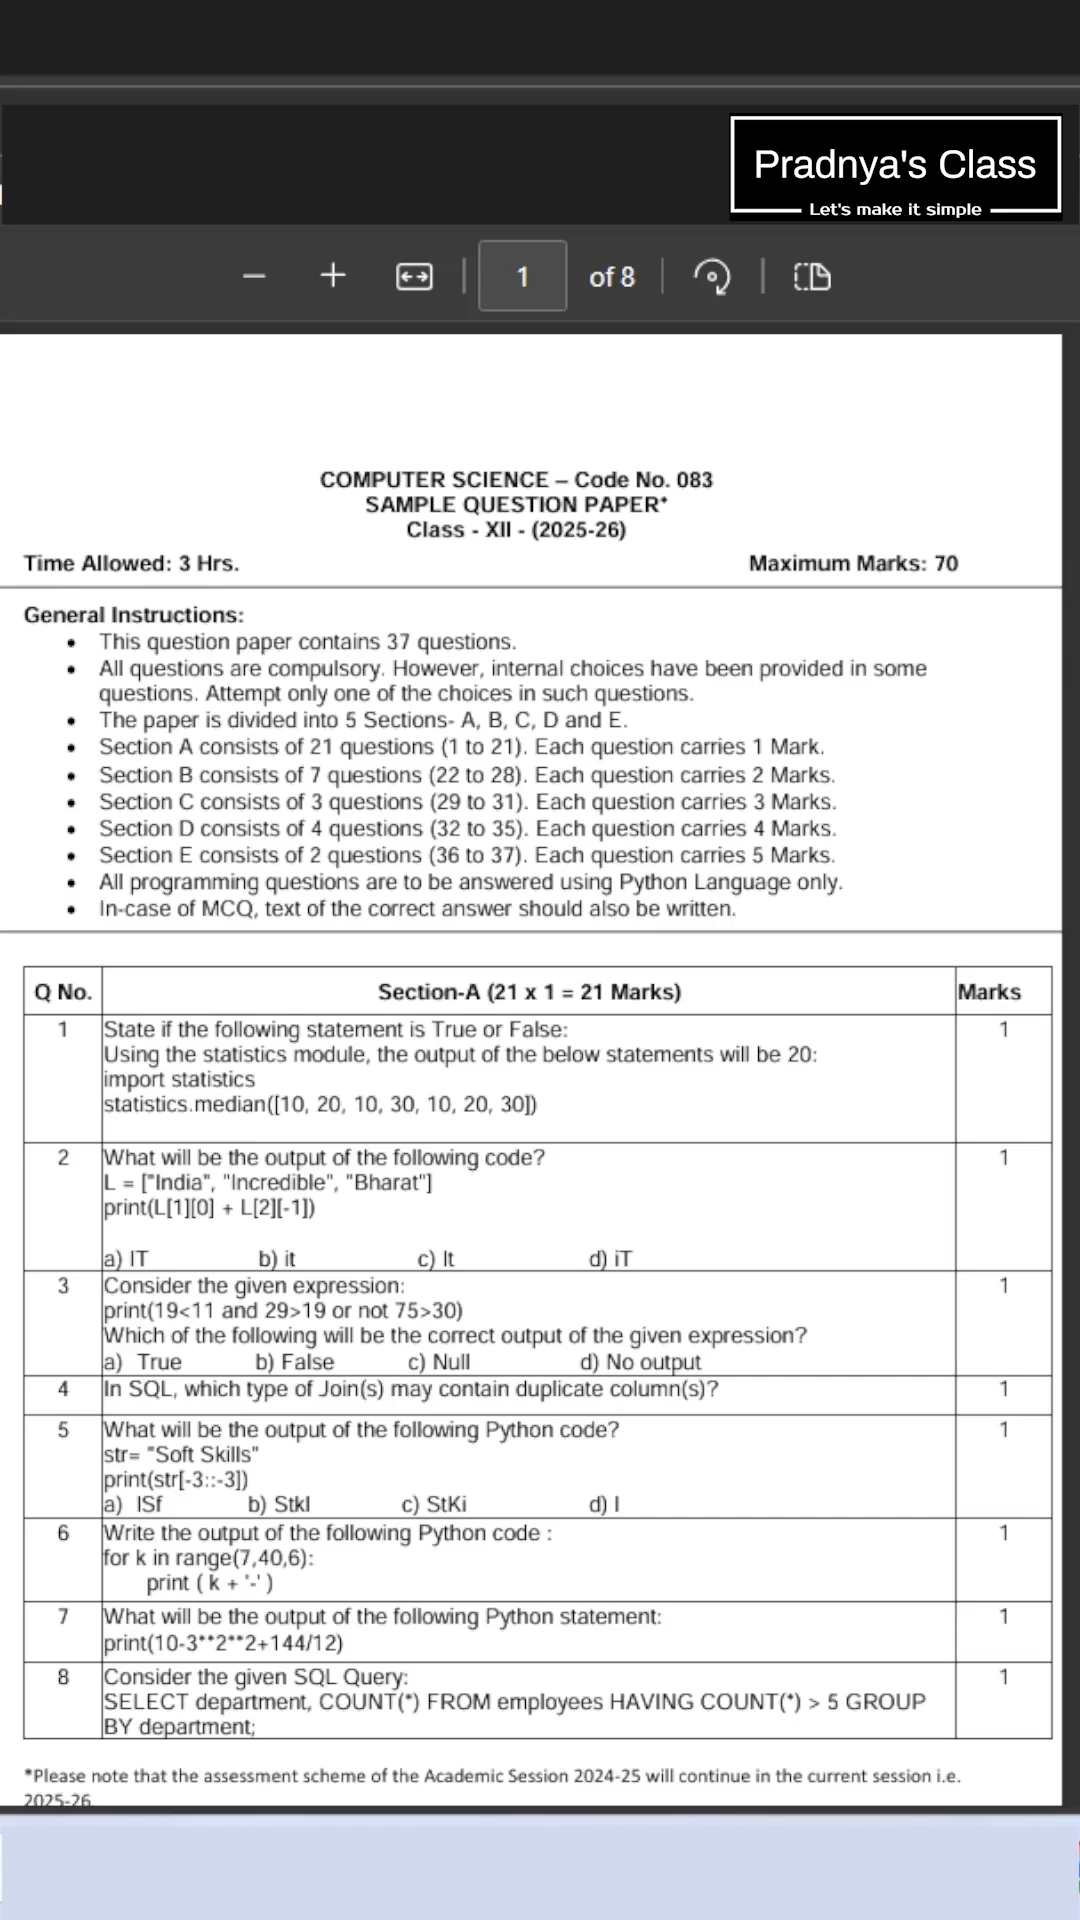 Pradnya's Class
Let's make it simple
1 of 8
COMPUTER SCIENCE – Code No. 083
SAMPLE QUESTION PAPER*
Class - XII - (2025-26)
Time Allowed: 3 Hrs. Maximum Marks: 70
General Instructions:
• This question paper contains 37 questions.
• All questions are compulsory. However, internal choices have been provided in some
questions. Attempt only one of the choices in such questions.
• The paper is divided into 5 Sections- A, B, C, D and E.
• Section A consists of 21 questions (1 to 21). Each question carries 1 Mark.
• Section B consists of 7 questions (22 to 28). Each question carries 2 Marks.
• Section C consists of 3 questions (29 to 31). Each question carries 3 Marks.
• Section D consists of 4 questions (32 to 35). Each question carries 4 Marks.
• Section E consists of 2 questions (36 to 37). Each question carries 5 Marks.
• All programming questions are to be answered using Python Language only.
• In-case of MCQ, text of the correct answer should also be written.
Q No. Section-A (21 x 1 = 21 Marks) Marks
1 State if the following statement is True or False: 1
Using the statistics module, the output of the below statements will be 20:
import statistics
statistics.median([10, 20, 10, 30, 10, 20, 30])
2 What will be the output of the following code? 1
L = ["India", "Incredible", "Bharat"]
print(L[1][0] + L[2][-1])
a) IT b) it c) It d) iT
3 Consider the given expression: 1
print(19<11 and 29>19 or not 75>30)
Which of the following will be the correct output of the given expression?
a) True b) False c) Null d) No output
4 In SQL, which type of Join(s) may contain duplicate column(s)? 1
5 What will be the output of the following Python code? 1
str= "Soft Skills"
print(str[-3::-3])
a) lSf b) Stkl c) StKi d) l
6 Write the output of the following Python code : 1
for k in range(7,40,6):
print ( k + '-' )
7 What will be the output of the following Python statement: 1
print(10-3**2**2+144/12)
8 Consider the given SQL Query: 1
SELECT department, COUNT(*) FROM employees HAVING COUNT(*) > 5 GROUP
BY department;
*Please note that the assessment scheme of the Academic Session 2024-25 will continue in the current session i.e.
2025-26